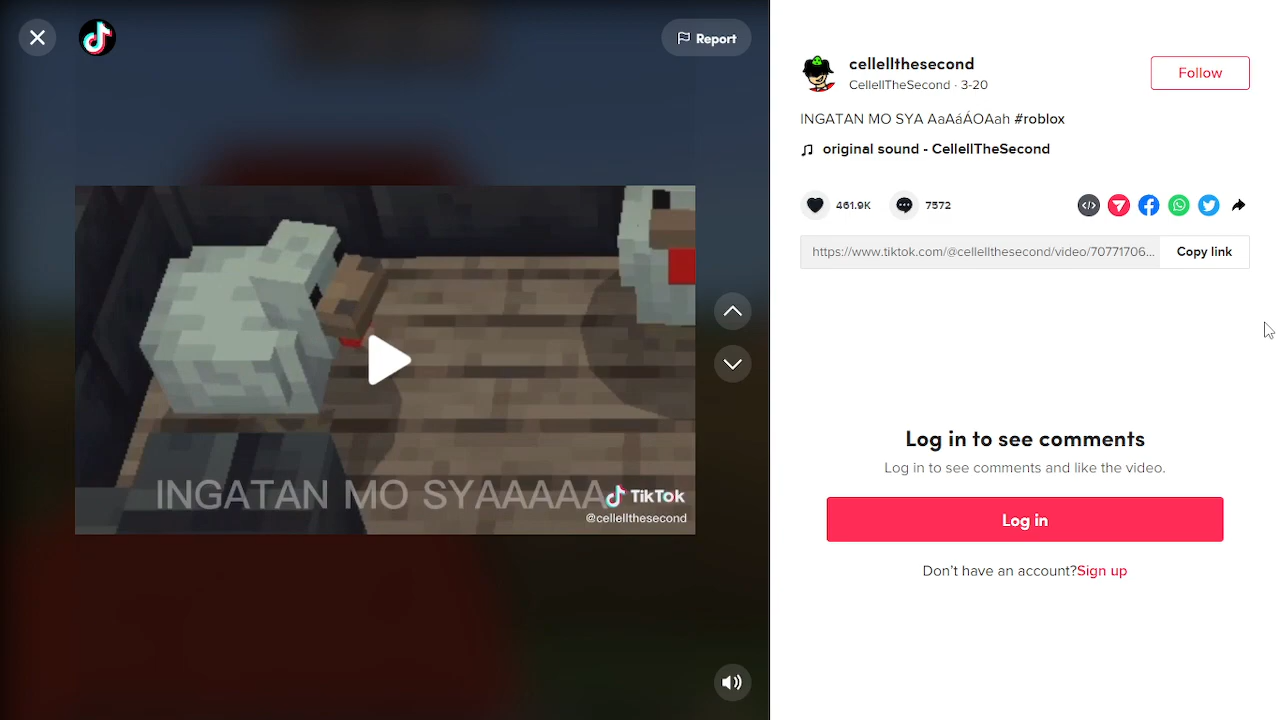 Report
INGATAN MO SYAAAAA
TikTok
@cellellthesecond
cellellthesecond
CellellTheSecond · 3-20
Follow
INGATAN MO SYA AaAáÁOAah #roblox
original sound - CellellTheSecond
461.9K
7572
https://www.tiktok.com/@cellellthesecond/video/70771706...
Copy link
Log in to see comments
Log in to see comments and like the video.
Log in
Don't have an account?Sign up